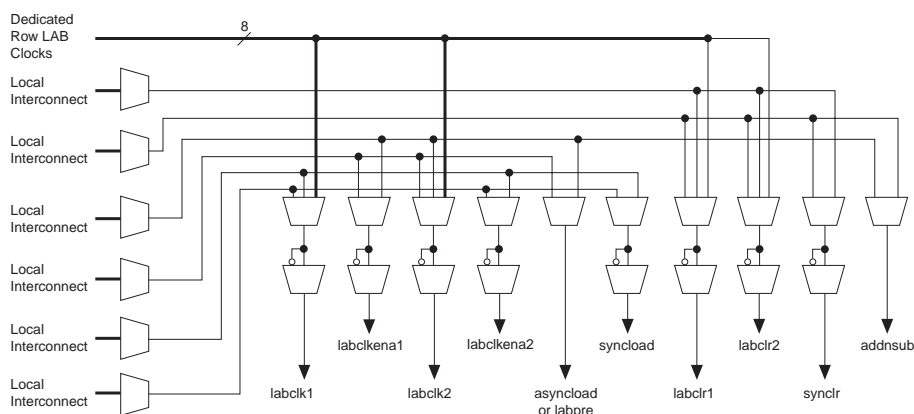 Dedicated
Row LAB
Clocks
8
Local
Interconnect
Local
Interconnect
Local
Interconnect
Local
Interconnect
Local
Interconnect
Local
Interconnect
labclkena1
labclkena2
syncload
labclr2
addnsub
labclk1
labclk2
asyncload
or labpre
labclr1
synclr